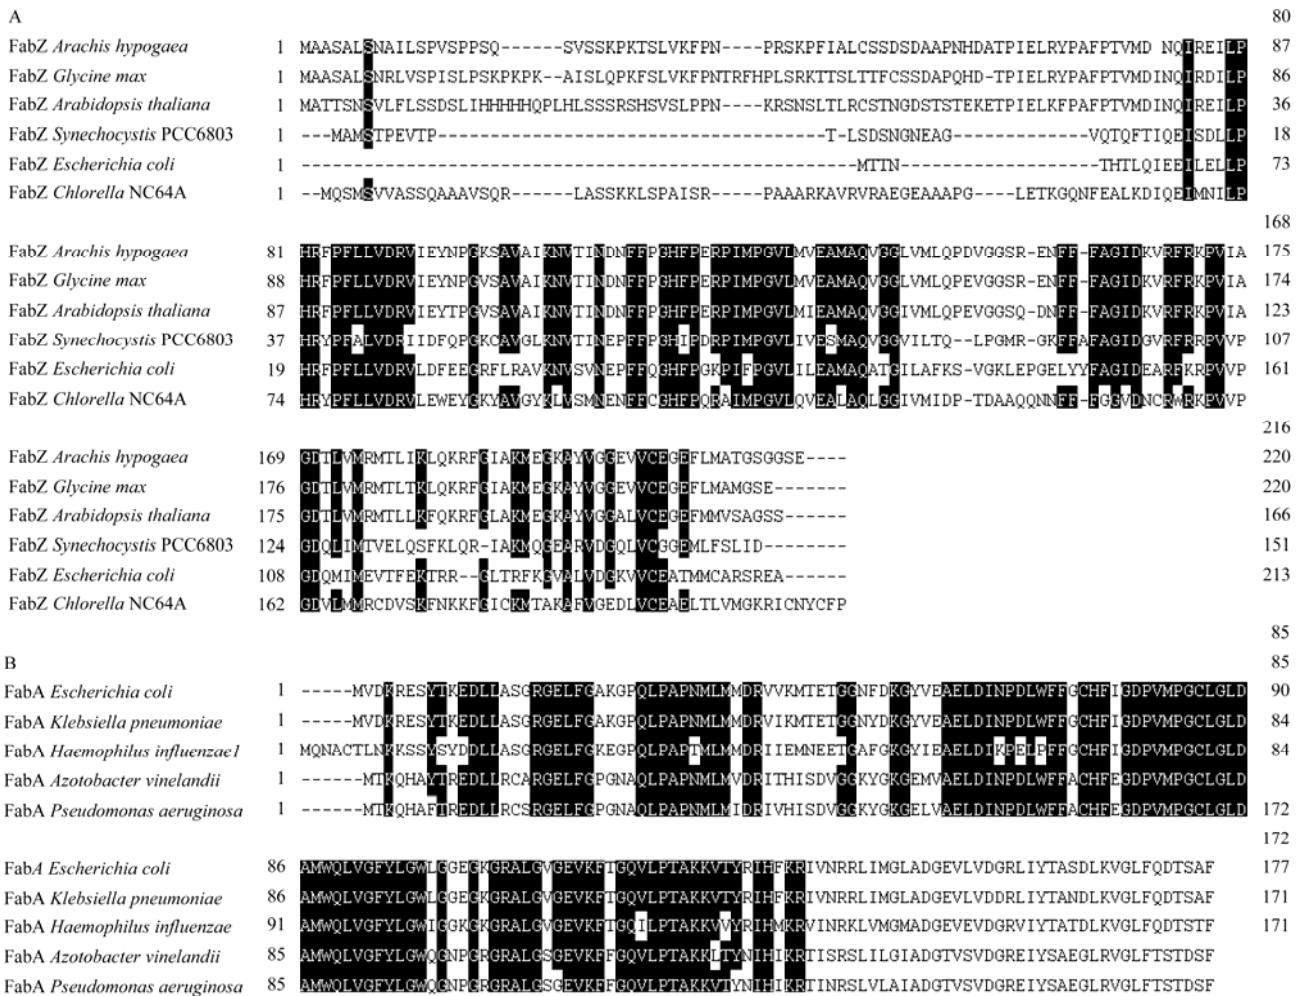 A 80
FabZ Arachis hypogaea 1 MAASALSNAILSPVSPPSQ------SVSSKPKTSLVKFPN----PRSKPFIALCSSDSDAAPNHDATPIELRYPAFPTVMD NQIREILP 87
FabZ Glycine max 1 MAASALSNRLVSPISLPSKPKPK--AISLQPKFSLVKFPNTRFHPLSRKTTSLTTFCSSDAPQHD-TPIELRYPAFPTVMDINQIRDILP 86
FabZ Arabidopsis thaliana 1 MATTSNSVLFLSSDSLIHHHHHQPLHLSSSRSHSVSLPPN----KRSNSLTLRCSTNGDSTSTEKETPIELKFPAFPTVMDINQIREILP 36
FabZ Synechocystis PCC6803 1 ---MAMSTPEVTP-------------------------------------T-LSDSNGNEAG-------------VQTQFTIQEISDLLP 18
FabZ Escherichia coli 1 -----------------------------------------------------MTTN-------------------THTLQIEEILELLP 73
FabZ Chlorella NC64A 1 --MQSMSVVASSQAAAVSQR------LASSKKLSPAISR-----PAAARKAVRVRAEGEAAAPG----LETKGQNFEALKDIQEIMNILP
168
FabZ Arachis hypogaea 81 HRFPFLLVDRVIEYNPGKSAVAIKNVTINDNFFPGHFPERPIMPGVLMVEAMAQVGGLVMLQPDVGGSR-ENFF-FAGIDKVRFRKPVIA 175
FabZ Glycine max 88 HRFPFLLVDRVIEYNPGVSAVAIKNVTINDNFFPGHFPERPIMPGVLMVEAMAQVGGLVMLQPEVGGSR-ENFF-FAGIDKVRFRKPVIA 174
FabZ Arabidopsis thaliana 87 HRFPFLLVDRVIEYTPGVSAVAIKNVTINDNFFPGHFPERPIMPGVLMIEAMAQVGGIVMLQPEVGGSQ-DNFF-FAGIDKVRFRKPVIA 123
FabZ Synechocystis PCC6803 37 HRYPFALVDRIIDFQPGKCAVGLKNVTINEPFFPGHIPDRPIMPGVLIVESMAQVGGVILTQ--LPGMR-GKFFAFAGIDGVRFRRPVVP 107
FabZ Escherichia coli 19 HRFPFLLVDRVLDFEEGRFLRAVKNVSVNEPFFQGHFPGKPIFPGVLILEAMAQATGILAFKS-VGKLEPGELYYFAGIDEARFKRPVVP 161
FabZ Chlorella NC64A 74 HRYPFLLVDRVLEWEYGKYAVGYKLVSMNENFFCGHFPQRAIMPGVLQVEALAQLGGIVMIDP-TDAAQQNNFF-FGGVDNCRWRKPVVP
216
FabZ Arachis hypogaea 169 GDTLVMRMTLIKLQKRFGIAKMEGKAYVGGEVVCEGEFLMATGSGGSE---- 220
FabZ Glycine max 176 GDTLVMRMTLTKLQKRFGIAKMEGKAYVGGEVVCEGEFLMAMGSE------- 220
FabZ Arabidopsis thaliana 175 GDTLVMRMTLLKFQKRFGLAKMEGKAYVGGALVCEGEFMMVSAGSS------ 166
FabZ Synechocystis PCC6803 124 GDQLIMTVELQSFKLQR-IAKMQGEARVDGQLVCGGEMLFSLID-------- 151
FabZ Escherichia coli 108 GDQMIMEVTFEKTRR--GLTRFKGVALVDGKVVCEATMMCARSREA------ 213
FabZ Chlorella NC64A 162 GDVLMMRCDVSKFNKKFGICKMTAKAFVGEDLVCEAELTLVMGKRICNYCFP
85
B 85
FabA Escherichia coli 1 -----MVDKRESYTKEDLLASGRGELFGAKGPQLPAPNMLMMDRVVKMTETGGNFDKGYVEAELDINPDLWFFGCHFIGDPVMPGCLGLD 90
FabA Klebsiella pneumoniae 1 -----MVDKRESYTKEDLLASGRGELFGAKGPQLPAPNMLMMDRVIKMTETGGNYDKGYVEAELDINPDLWFFGCHFIGDPVMPGCLGLD 84
FabA Haemophilus influenzae1 1 MQNACTLNKKSSYSYDDLLASGRGELFGKEGPQLPAPTMLMMDRIIEMNEETGAFGKGYIEAELDIKPELPFFGCHFIGDPVMPGCLGLD 84
FabA Azotobacter vinelandii 1 ------MTKQHAYTREDLLRCARGELFGPGNAQLPAPNMLMVDRITHISDVGGKYGKGEMVAELDINPDLWFFACHFEGDPVMPGCLGLD
FabA Pseudomonas aeruginosa 1 ------MTKQHAFTREDLLRCSRGELFGPGNAQLPAPNMLMIDRIVHISDVGGKYGKGELVAELDINPDLWFFACHFEGDPVMPGCLGLD 172
172
FabA Escherichia coli 86 AMWQLVGFYLGWLGGEGKGRALGVGEVKFTGQVLPTAKKVTYRIHFKRIVNRRLIMGLADGEVLVDGRLIYTASDLKVGLFQDTSAF 177
FabA Klebsiella pneumoniae 86 AMWQLVGFYLGWLGGEGKGRALGVGEVKFTGQVLPTAKKVTYRIHFKRIVNRRLIMGLADGEVLVDDRLIYTANDLKVGLFQDTSAF 171
FabA Haemophilus influenzae 91 AMWQLVGFYLGWIGGKGKGRALGVGEVKFTGQILPTAKKVVYRIHMKRVINRKLVMGMADGEVEVDGRVIYTATDLKVGLFQDTSTF 171
FabA Azotobacter vinelandii 85 AMWQLVGFYLGWQGNPGRGRALGSGEVKFFGQVLPTAKKLTYNIHIKRTISRSLILGIADGTVSVDGREIYSAEGLRVGLFTSTDSF
FabA Pseudomonas aeruginosa 85 AMWQLVGFYLGWQGNPGRGRALGSGEVKFFGQVLPTAKKVTYNIHIKRTINRSLVLAIADGTVSVDGREIYSAEGLRVGLFTSTDSF